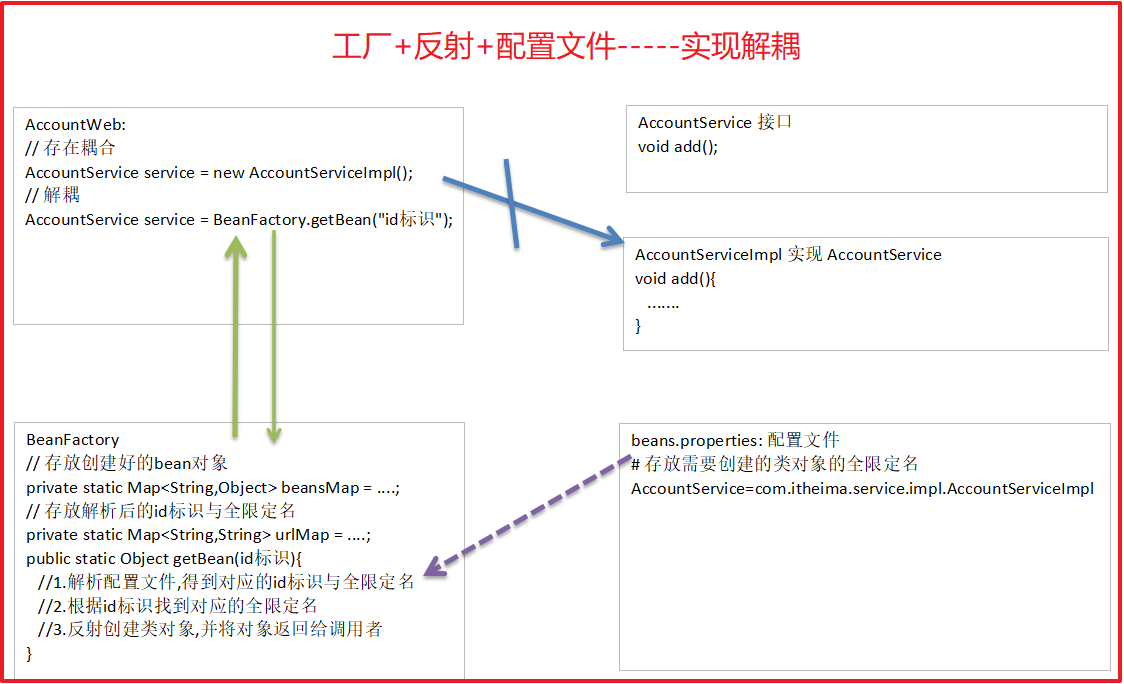 工厂+反射+配置文件-----实现解耦
AccountWeb:
// 存在耦合
AccountService service = new AccountServiceImpl();
// 解耦
AccountService service = BeanFactory.getBean("id标识");
AccountService 接口
void add();
AccountServiceImpl 实现 AccountService
void add(){
.......
}
BeanFactory
// 存放创建好的bean对象
private static Map<String,Object> beansMap = ....;
// 存放解析后的id标识与全限定名
private static Map<String,String> urlMap = ....;
public static Object getBean(id标识){
//1.解析配置文件,得到对应的id标识与全限定名
//2.根据id标识找到对应的全限定名
//3.反射创建类对象,并将对象返回给调用者
}
beans.properties: 配置文件
# 存放需要创建的类对象的全限定名
AccountService=com.itheima.service.impl.AccountServiceImpl